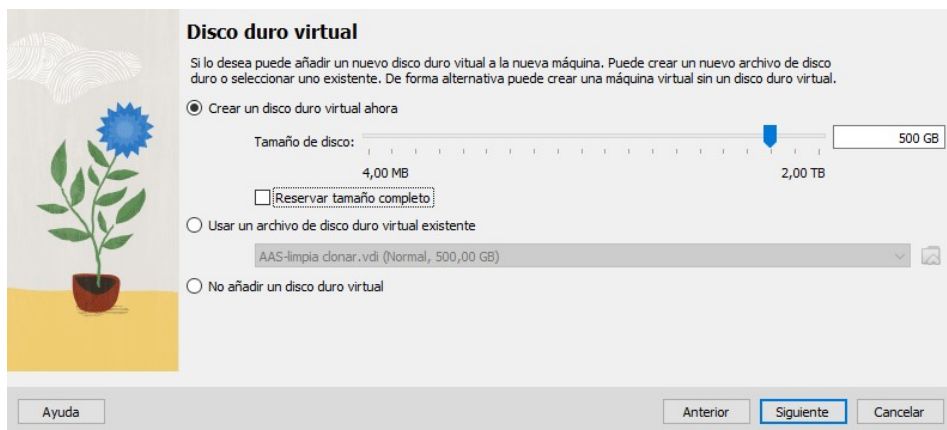 Disco duro virtual
Si lo desea puede añadir un nuevo disco duro vitual a la nueva máquina. Puede crear un nuevo archivo de disco
duro o seleccionar uno existente. De forma alternativa puede crear una máquina virtual sin un disco duro virtual.
Crear un disco duro virtual ahora
Tamaño de disco: 500 GB
4,00 MB 2,00 TB
Reservar tamaño completo
Usar un archivo de disco duro virtual existente
AAS-limpia clonar.vdi (Normal, 500,00 GB)
No añadir un disco duro virtual
Ayuda Anterior Siguiente Cancelar